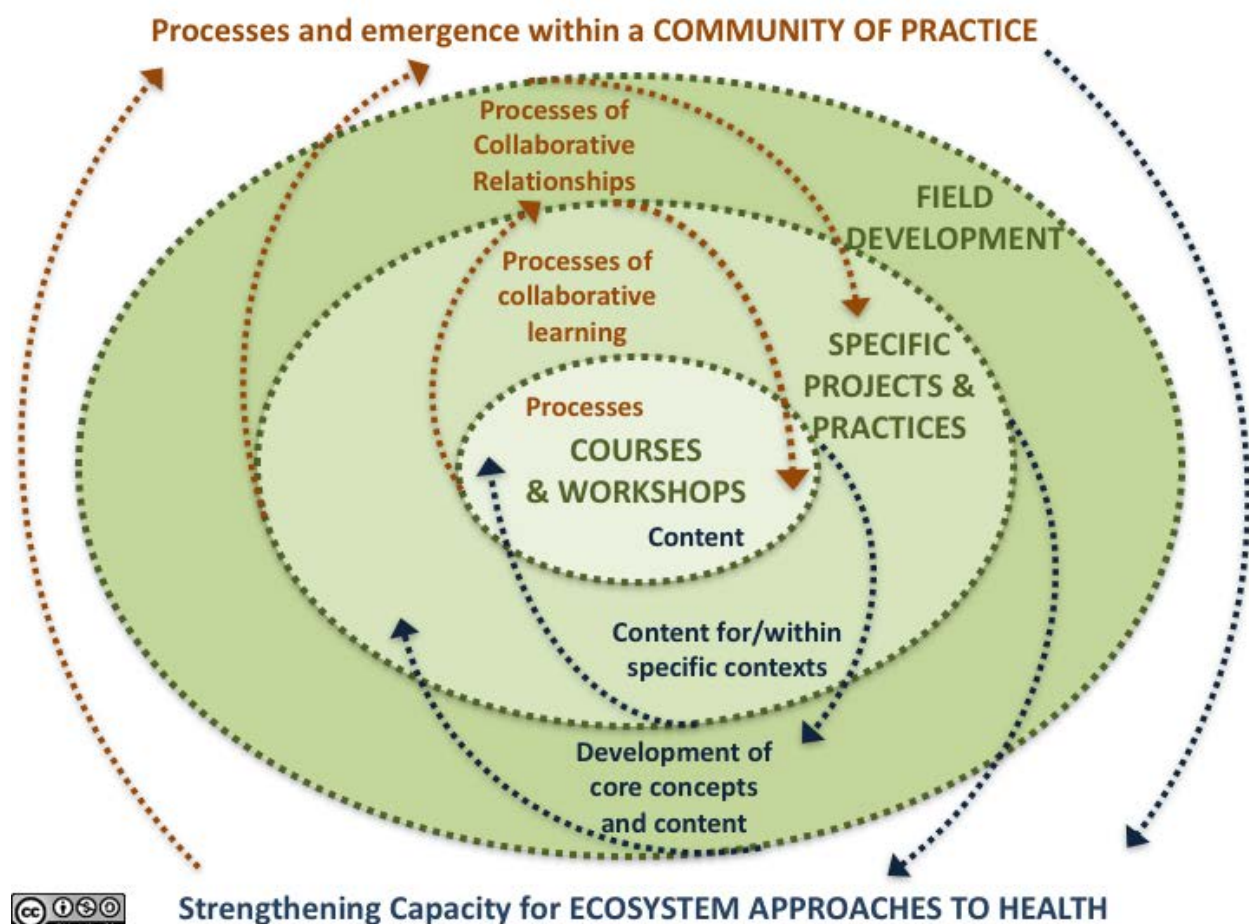 Processes and emergence within a COMMUNITY OF PRACTICE
Processes of
Collaborative
Relationships
FIELD
DEVELOPMENT
Processes of
collaborative
learning
SPECIFIC
PROJECTS &
PRACTICES
Processes
COURSES
& WORKSHOPS
Content
Content for/within
specific contexts
Development of
core concepts
and content
cc
Strengthening Capacity for ECOSYSTEM APPROACHES TO HEALTH